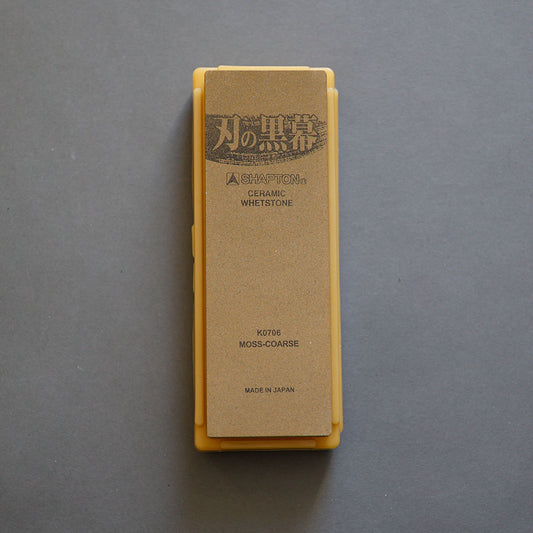 刃の黒幕
SHAPTON
CERAMIC
WHETSTONE
K0706
MOSS-COARSE
MADE IN JAPAN